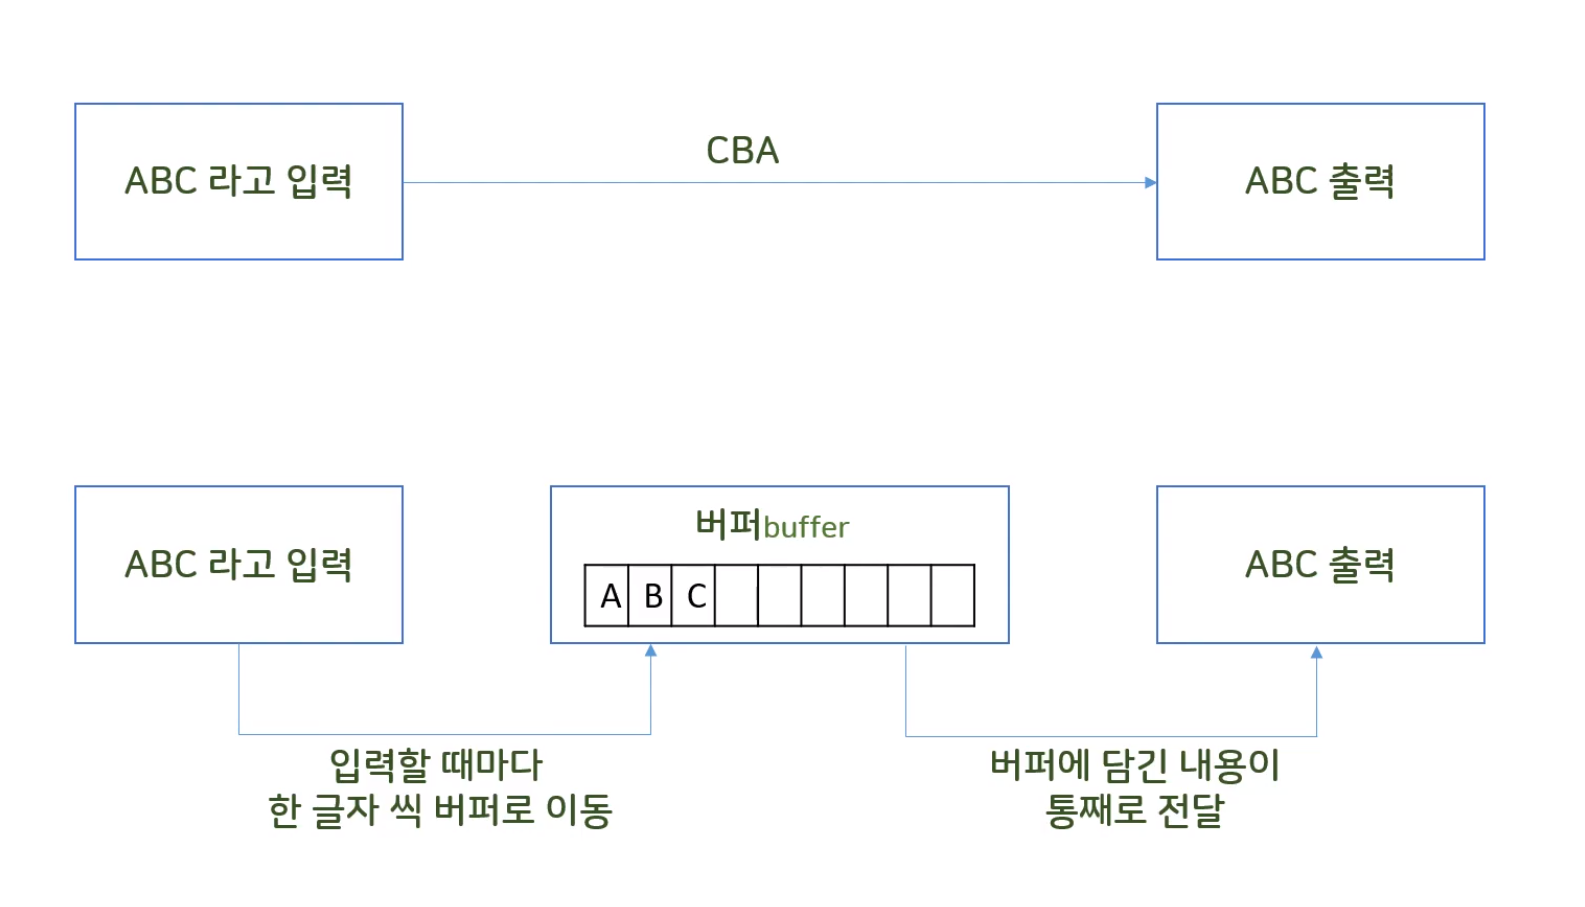 ABC 라고 입력
CBA
ABC 출력
ABC 라고 입력
버퍼buffer
A B C
ABC 출력
입력할 때마다
한 글자 씩 버퍼로 이동
버퍼에 담긴 내용이
통째로 전달